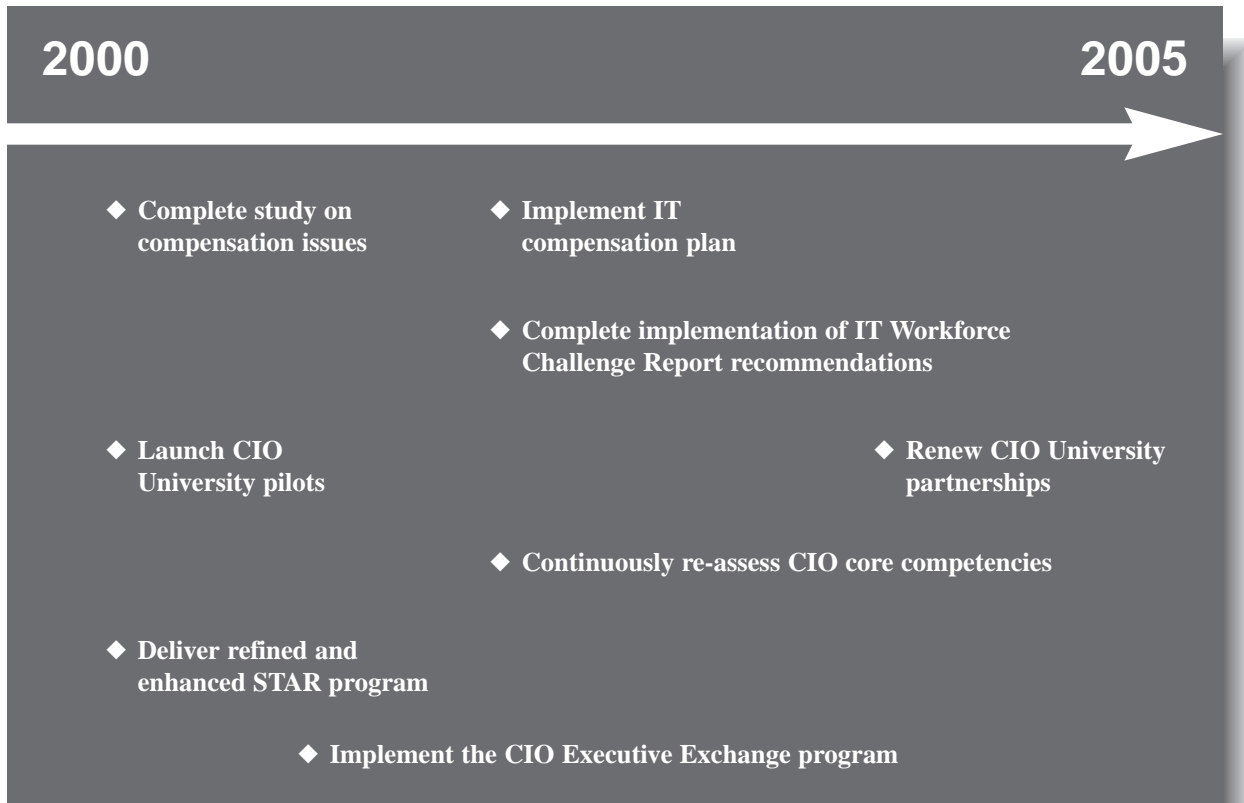 2000
2005
◆ Complete study on
compensation issues
◆ Implement IT
compensation plan
◆ Complete implementation of IT Workforce
Challenge Report recommendations
◆ Launch CIO
University pilots
◆ Renew CIO University
partnerships
◆ Continuously re-assess CIO core competencies
◆ Deliver refined and
enhanced STAR program
◆ Implement the CIO Executive Exchange program